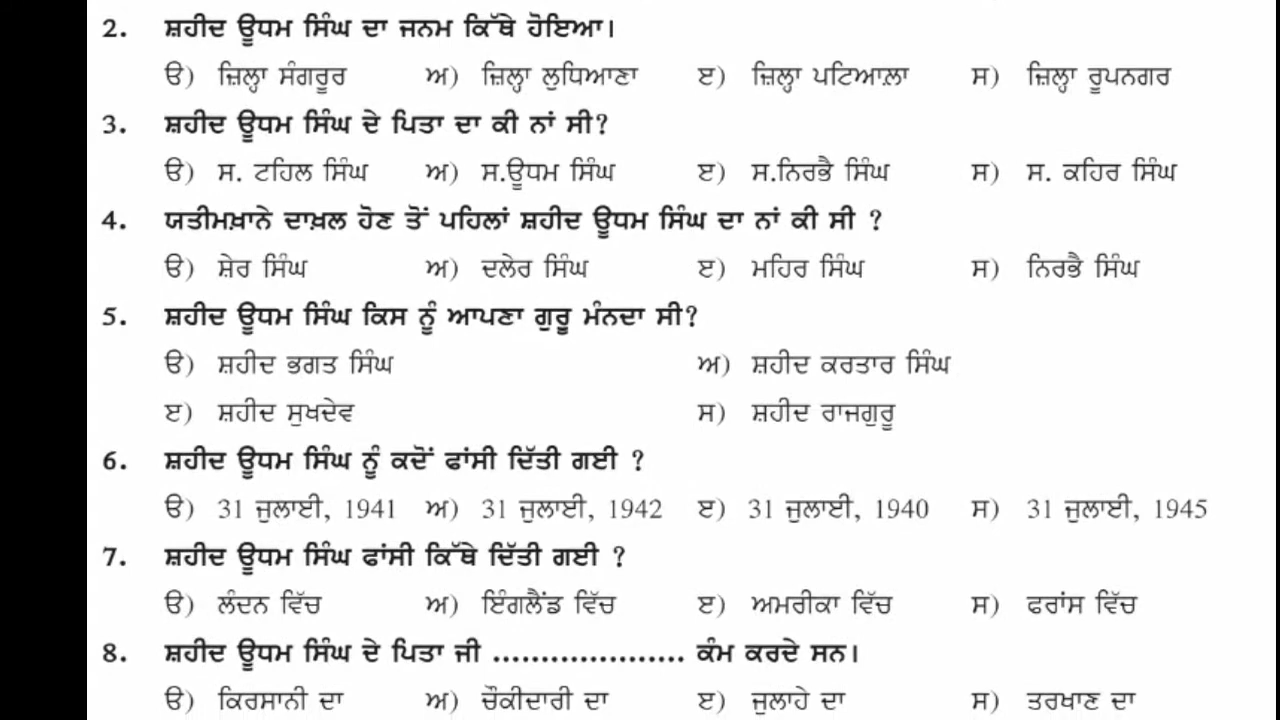 2. ਸ਼ਹੀਦ ਊਧਮ ਸਿੰਘ ਦਾ ਜਨਮ ਕਿੱਥੇ ਹੋਇਆ।
ੳ) ਜ਼ਿਲ੍ਹਾ ਸੰਗਰੂਰ ਅ) ਜ਼ਿਲ੍ਹਾ ਲੁਧਿਆਣਾ ੲ) ਜ਼ਿਲ੍ਹਾ ਪਟਿਆਲ਼ਾ ਸ) ਜ਼ਿਲ੍ਹਾ ਰੂਪਨਗਰ
3. ਸ਼ਹੀਦ ਊਧਮ ਸਿੰਘ ਦੇ ਪਿਤਾ ਦਾ ਕੀ ਨਾਂ ਸੀ?
ੳ) ਸ. ਟਹਿਲ ਸਿੰਘ ਅ) ਸ.ਊਧਮ ਸਿੰਘ ੲ) ਸ.ਨਿਰਭੈ ਸਿੰਘ ਸ) ਸ. ਕਹਿਰ ਸਿੰਘ
4. ਯਤੀਮਖ਼ਾਨੇ ਦਾਖ਼ਲ ਹੋਣ ਤੋਂ ਪਹਿਲਾਂ ਸ਼ਹੀਦ ਊਧਮ ਸਿੰਘ ਦਾ ਨਾਂ ਕੀ ਸੀ ?
ੳ) ਸ਼ੇਰ ਸਿੰਘ ਅ) ਦਲੇਰ ਸਿੰਘ ੲ) ਮਹਿਰ ਸਿੰਘ ਸ) ਨਿਰਭੈ ਸਿੰਘ
5. ਸ਼ਹੀਦ ਊਧਮ ਸਿੰਘ ਕਿਸ ਨੂੰ ਆਪਣਾ ਗੁਰੂ ਮੰਨਦਾ ਸੀ?
ੳ) ਸ਼ਹੀਦ ਭਗਤ ਸਿੰਘ ਅ) ਸ਼ਹੀਦ ਕਰਤਾਰ ਸਿੰਘ
ੲ) ਸ਼ਹੀਦ ਸੁਖਦੇਵ ਸ) ਸ਼ਹੀਦ ਰਾਜਗੁਰੂ
6. ਸ਼ਹੀਦ ਊਧਮ ਸਿੰਘ ਨੂੰ ਕਦੋਂ ਫਾਂਸੀ ਦਿੱਤੀ ਗਈ ?
ੳ) 31 ਜੁਲਾਈ, 1941 ਅ) 31 ਜੁਲਾਈ, 1942 ੲ) 31 ਜੁਲਾਈ, 1940 ਸ) 31 ਜੁਲਾਈ, 1945
7. ਸ਼ਹੀਦ ਊਧਮ ਸਿੰਘ ਫਾਂਸੀ ਕਿੱਥੇ ਦਿੱਤੀ ਗਈ ?
ੳ) ਲੰਦਨ ਵਿੱਚ ਅ) ਇੰਗਲੈਂਡ ਵਿੱਚ ੲ) ਅਮਰੀਕਾ ਵਿੱਚ ਸ) ਫਰਾਂਸ ਵਿੱਚ
8. ਸ਼ਹੀਦ ਊਧਮ ਸਿੰਘ ਦੇ ਪਿਤਾ ਜੀ .................... ਕੰਮ ਕਰਦੇ ਸਨ।
ੳ) ਕਿਰਸਾਨੀ ਦਾ ਅ) ਚੌਕੀਦਾਰੀ ਦਾ ੲ) ਜੁਲਾਹੇ ਦਾ ਸ) ਤਰਖਾਣ ਦਾ